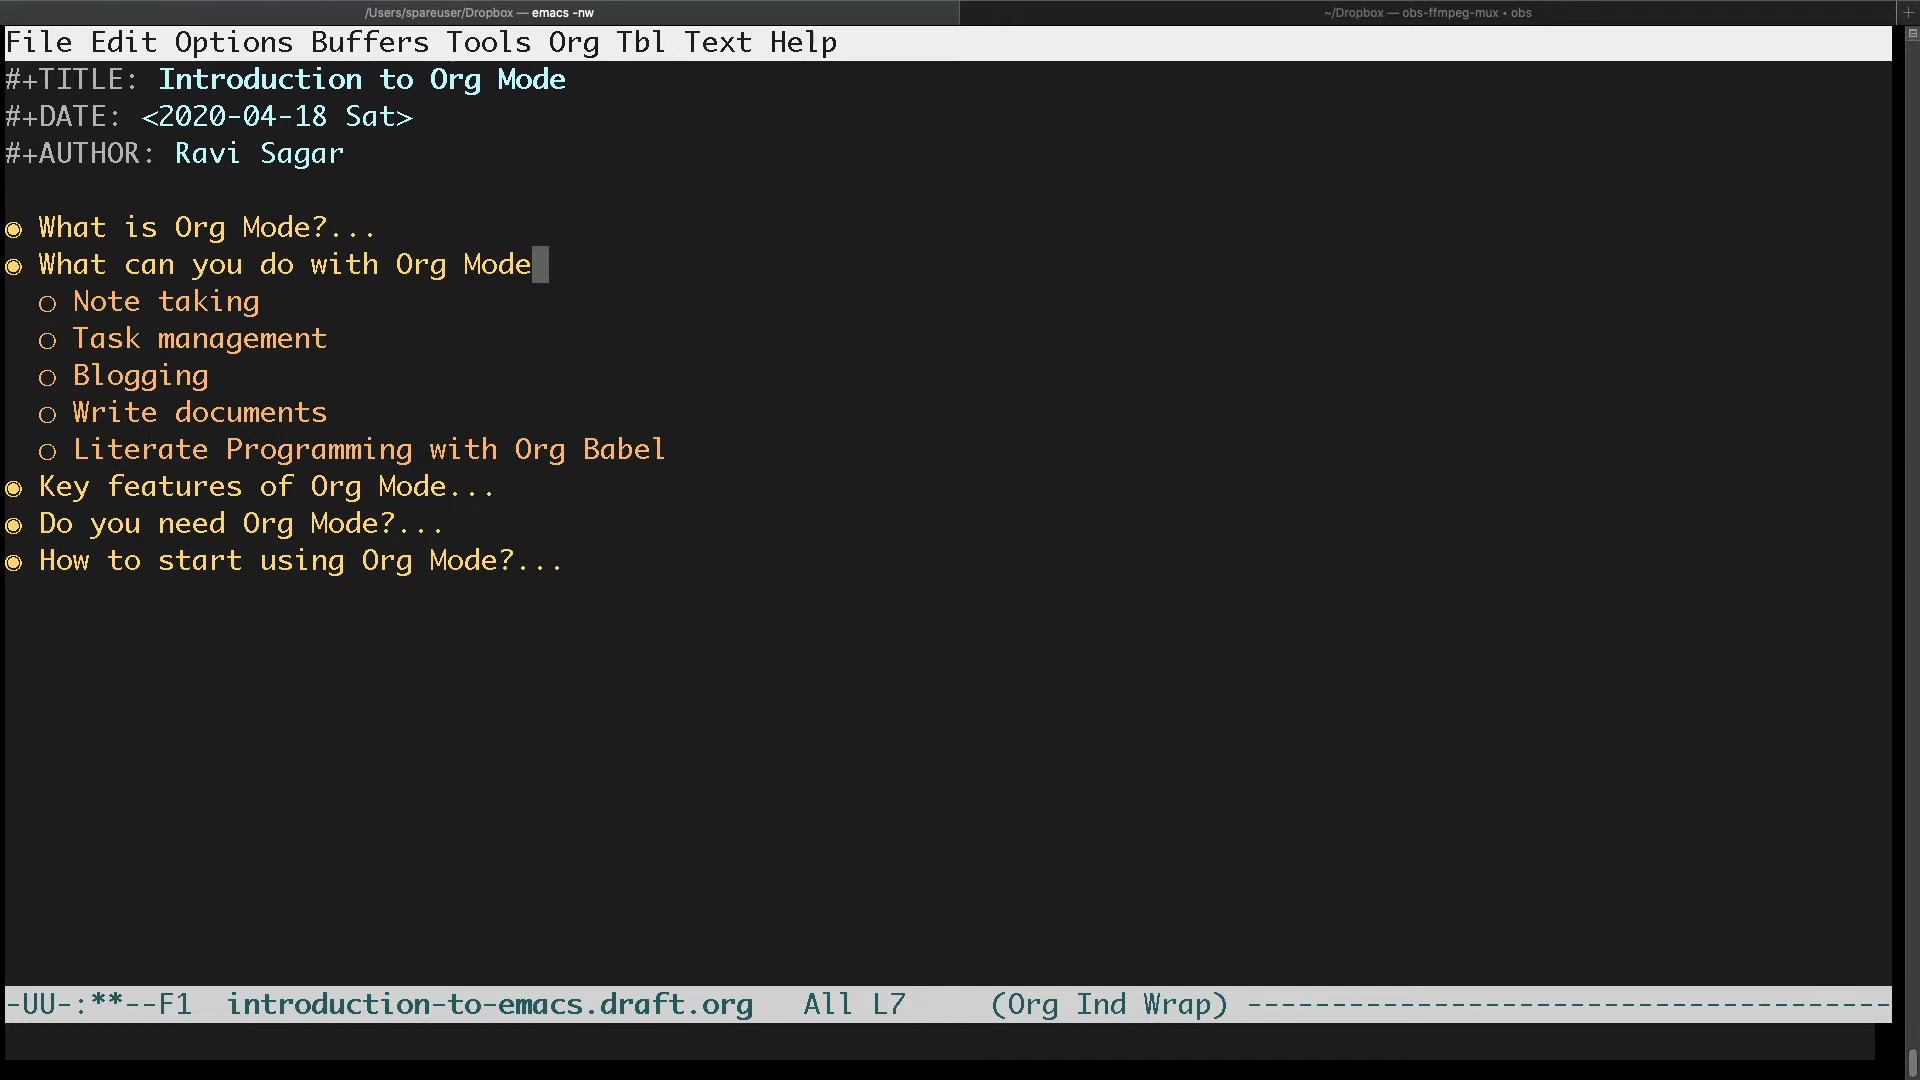 /Users/spareuser/Dropbox — emacs -nw
~/Dropbox — obs-ffmpeg-mux • obs
File Edit Options Buffers Tools Org Tbl Text Help
#+TITLE: Introduction to Org Mode
#+DATE: <2020-04-18 Sat>
#+AUTHOR: Ravi Sagar
◉ What is Org Mode?...
◉ What can you do with Org Mode
○ Note taking
○ Task management
○ Blogging
○ Write documents
○ Literate Programming with Org Babel
◉ Key features of Org Mode...
◉ Do you need Org Mode?...
◉ How to start using Org Mode?...
-UU-:**--F1  introduction-to-emacs.draft.org   All L7     (Org Ind Wrap) --------------------------------------